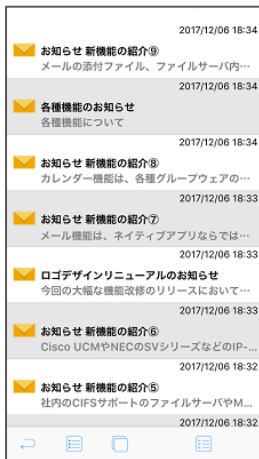 2017/12/06 18:34
お知らせ 新機能の紹介⑨
メールの添付ファイル、ファイルサーバ内…
2017/12/06 18:34
各種機能のお知らせ
各種機能について
2017/12/06 18:34
お知らせ 新機能の紹介⑧
カレンダー機能は、各種グループウェアの…
2017/12/06 18:33
お知らせ 新機能の紹介⑦
メール機能は、ネイティブアプリならでは…
2017/12/06 18:33
ロゴデザインリニューアルのお知らせ
今回の大幅な機能改修のリリースにおいて…
2017/12/06 18:33
お知らせ 新機能の紹介⑥
Cisco UCMやNECのSVシリーズなどのIP-...
2017/12/06 18:32
お知らせ 新機能の紹介⑤
社内のCIFSサポートのファイルサーバやM...
2017/12/06 18:32